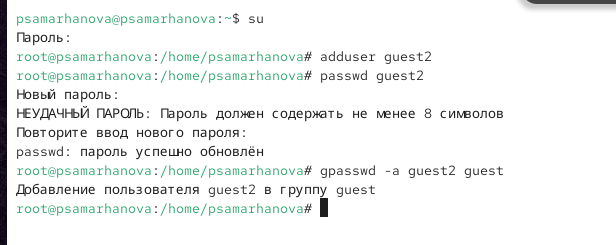 psamarhanova@psamarhanova:~$ su
Пароль:
root@psamarhanova:/home/psamarhanova# adduser guest2
root@psamarhanova:/home/psamarhanova# passwd guest2
Новый пароль:
НЕУДАЧНЫЙ ПАРОЛЬ: Пароль должен содержать не менее 8 символов
Повторите ввод нового пароля:
passwd: пароль успешно обновлён
root@psamarhanova:/home/psamarhanova# gpasswd -a guest2 guest
Добавление пользователя guest2 в группу guest
root@psamarhanova:/home/psamarhanova#